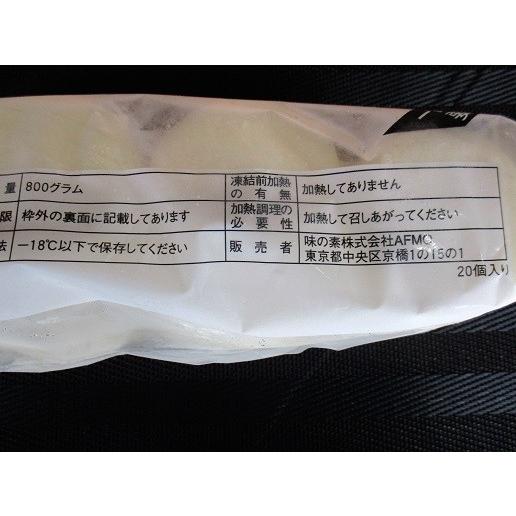 量 800グラム
凍結前加熱の有無 加熱してありません
限 枠外の裏面に記載してあります
加熱調理の必要性 加熱して召しあがってください
法 −18℃以下で保存してください
販売者 味の素株式会社AFMO
東京都中央区京橋1の15の1
20個入り